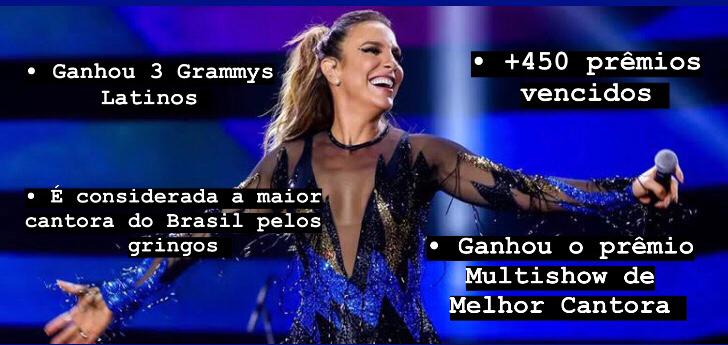 • Ganhou 3 Grammys
Latinos
• +450 prêmios
vencidos
• É considerada a maior
cantora do Brasil pelos
gringos
• Ganhou o prêmio
Multishow de
Melhor Cantora